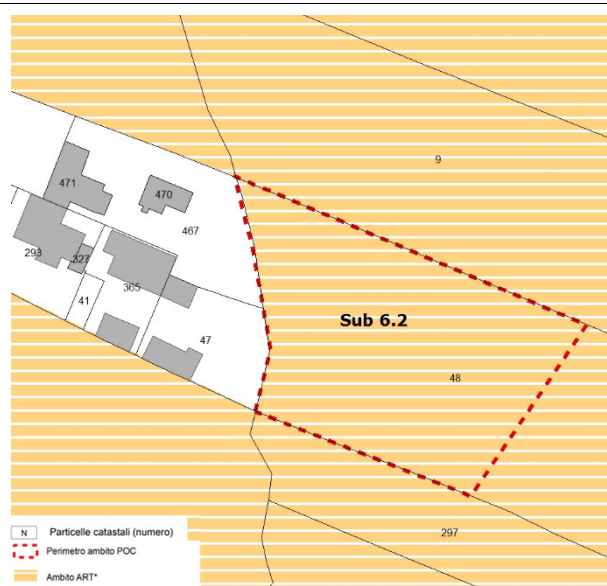 9
471
470
467
293
327
365
41
47
Sub 6.2
48
297
N Particelle catastali (numero)
Perimetro ambito POC
Ambito ART*